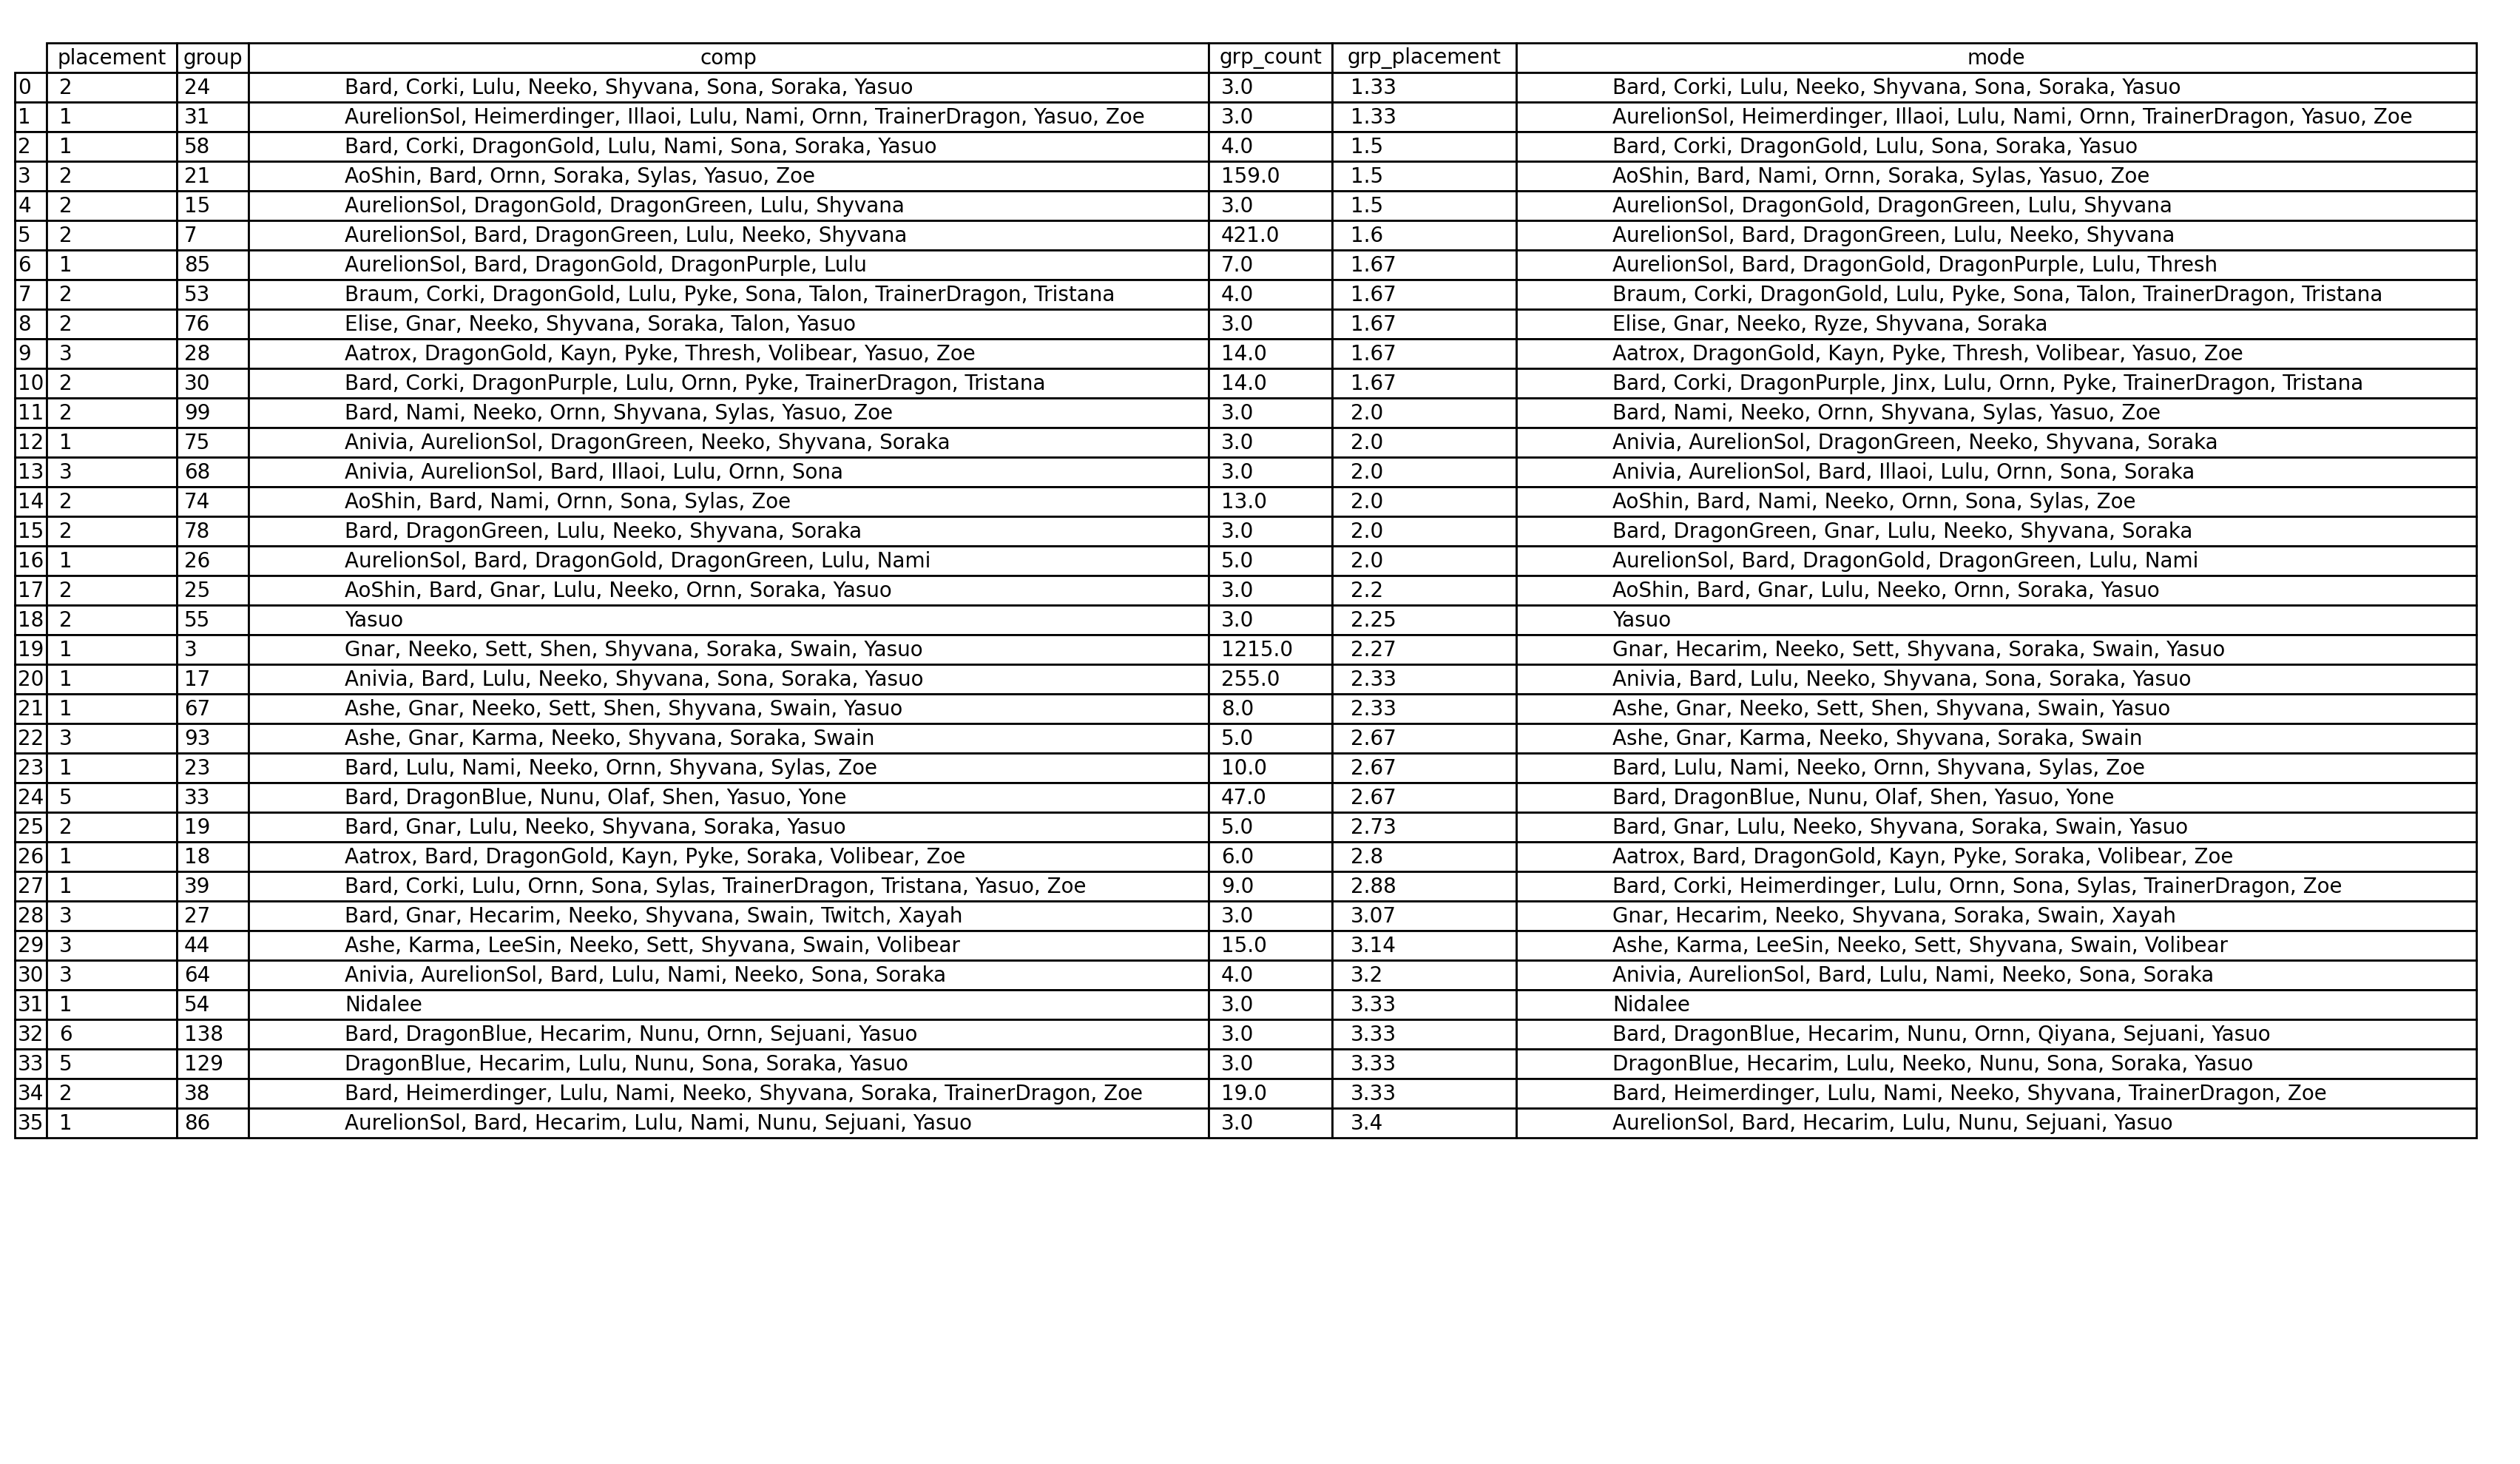 placement group comp grp_count grp_placement mode
0 2 24 Bard, Corki, Lulu, Neeko, Shyvana, Sona, Soraka, Yasuo 3.0 1.33 Bard, Corki, Lulu, Neeko, Shyvana, Sona, Soraka, Yasuo
1 1 31 AurelionSol, Heimerdinger, Illaoi, Lulu, Nami, Ornn, TrainerDragon, Yasuo, Zoe 3.0 1.33 AurelionSol, Heimerdinger, Illaoi, Lulu, Nami, Ornn, TrainerDragon, Yasuo, Zoe
2 1 58 Bard, Corki, DragonGold, Lulu, Nami, Sona, Soraka, Yasuo 4.0 1.5 Bard, Corki, DragonGold, Lulu, Sona, Soraka, Yasuo
3 2 21 AoShin, Bard, Ornn, Soraka, Sylas, Yasuo, Zoe 159.0 1.5 AoShin, Bard, Nami, Ornn, Soraka, Sylas, Yasuo, Zoe
4 2 15 AurelionSol, DragonGold, DragonGreen, Lulu, Shyvana 3.0 1.5 AurelionSol, DragonGold, DragonGreen, Lulu, Shyvana
5 2 7 AurelionSol, Bard, DragonGreen, Lulu, Neeko, Shyvana 421.0 1.6 AurelionSol, Bard, DragonGreen, Lulu, Neeko, Shyvana
6 1 85 AurelionSol, Bard, DragonGold, DragonPurple, Lulu 7.0 1.67 AurelionSol, Bard, DragonGold, DragonPurple, Lulu, Thresh
7 2 53 Braum, Corki, DragonGold, Lulu, Pyke, Sona, Talon, TrainerDragon, Tristana 4.0 1.67 Braum, Corki, DragonGold, Lulu, Pyke, Sona, Talon, TrainerDragon, Tristana
8 2 76 Elise, Gnar, Neeko, Shyvana, Soraka, Talon, Yasuo 3.0 1.67 Elise, Gnar, Neeko, Ryze, Shyvana, Soraka
9 3 28 Aatrox, DragonGold, Kayn, Pyke, Thresh, Volibear, Yasuo, Zoe 14.0 1.67 Aatrox, DragonGold, Kayn, Pyke, Thresh, Volibear, Yasuo, Zoe
10 2 30 Bard, Corki, DragonPurple, Lulu, Ornn, Pyke, TrainerDragon, Tristana 14.0 1.67 Bard, Corki, DragonPurple, Jinx, Lulu, Ornn, Pyke, TrainerDragon, Tristana
11 2 99 Bard, Nami, Neeko, Ornn, Shyvana, Sylas, Yasuo, Zoe 3.0 2.0 Bard, Nami, Neeko, Ornn, Shyvana, Sylas, Yasuo, Zoe
12 1 75 Anivia, AurelionSol, DragonGreen, Neeko, Shyvana, Soraka 3.0 2.0 Anivia, AurelionSol, DragonGreen, Neeko, Shyvana, Soraka
13 3 68 Anivia, AurelionSol, Bard, Illaoi, Lulu, Ornn, Sona 3.0 2.0 Anivia, AurelionSol, Bard, Illaoi, Lulu, Ornn, Sona, Soraka
14 2 74 AoShin, Bard, Nami, Ornn, Sona, Sylas, Zoe 13.0 2.0 AoShin, Bard, Nami, Neeko, Ornn, Sona, Sylas, Zoe
15 2 78 Bard, DragonGreen, Lulu, Neeko, Shyvana, Soraka 3.0 2.0 Bard, DragonGreen, Gnar, Lulu, Neeko, Shyvana, Soraka
16 1 26 AurelionSol, Bard, DragonGold, DragonGreen, Lulu, Nami 5.0 2.0 AurelionSol, Bard, DragonGold, DragonGreen, Lulu, Nami
17 2 25 AoShin, Bard, Gnar, Lulu, Neeko, Ornn, Soraka, Yasuo 3.0 2.2 AoShin, Bard, Gnar, Lulu, Neeko, Ornn, Soraka, Yasuo
18 2 55 Yasuo 3.0 2.25 Yasuo
19 1 3 Gnar, Neeko, Sett, Shen, Shyvana, Soraka, Swain, Yasuo 1215.0 2.27 Gnar, Hecarim, Neeko, Sett, Shyvana, Soraka, Swain, Yasuo
20 1 17 Anivia, Bard, Lulu, Neeko, Shyvana, Sona, Soraka, Yasuo 255.0 2.33 Anivia, Bard, Lulu, Neeko, Shyvana, Sona, Soraka, Yasuo
21 1 67 Ashe, Gnar, Neeko, Sett, Shen, Shyvana, Swain, Yasuo 8.0 2.33 Ashe, Gnar, Neeko, Sett, Shen, Shyvana, Swain, Yasuo
22 3 93 Ashe, Gnar, Karma, Neeko, Shyvana, Soraka, Swain 5.0 2.67 Ashe, Gnar, Karma, Neeko, Shyvana, Soraka, Swain
23 1 23 Bard, Lulu, Nami, Neeko, Ornn, Shyvana, Sylas, Zoe 10.0 2.67 Bard, Lulu, Nami, Neeko, Ornn, Shyvana, Sylas, Zoe
24 5 33 Bard, DragonBlue, Nunu, Olaf, Shen, Yasuo, Yone 47.0 2.67 Bard, DragonBlue, Nunu, Olaf, Shen, Yasuo, Yone
25 2 19 Bard, Gnar, Lulu, Neeko, Shyvana, Soraka, Yasuo 5.0 2.73 Bard, Gnar, Lulu, Neeko, Shyvana, Soraka, Swain, Yasuo
26 1 18 Aatrox, Bard, DragonGold, Kayn, Pyke, Soraka, Volibear, Zoe 6.0 2.8 Aatrox, Bard, DragonGold, Kayn, Pyke, Soraka, Volibear, Zoe
27 1 39 Bard, Corki, Lulu, Ornn, Sona, Sylas, TrainerDragon, Tristana, Yasuo, Zoe 9.0 2.88 Bard, Corki, Heimerdinger, Lulu, Ornn, Sona, Sylas, TrainerDragon, Zoe
28 3 27 Bard, Gnar, Hecarim, Neeko, Shyvana, Swain, Twitch, Xayah 3.0 3.07 Gnar, Hecarim, Neeko, Shyvana, Soraka, Swain, Xayah
29 3 44 Ashe, Karma, LeeSin, Neeko, Sett, Shyvana, Swain, Volibear 15.0 3.14 Ashe, Karma, LeeSin, Neeko, Sett, Shyvana, Swain, Volibear
30 3 64 Anivia, AurelionSol, Bard, Lulu, Nami, Neeko, Sona, Soraka 4.0 3.2 Anivia, AurelionSol, Bard, Lulu, Nami, Neeko, Sona, Soraka
31 1 54 Nidalee 3.0 3.33 Nidalee
32 6 138 Bard, DragonBlue, Hecarim, Nunu, Ornn, Sejuani, Yasuo 3.0 3.33 Bard, DragonBlue, Hecarim, Nunu, Ornn, Qiyana, Sejuani, Yasuo
33 5 129 DragonBlue, Hecarim, Lulu, Nunu, Sona, Soraka, Yasuo 3.0 3.33 DragonBlue, Hecarim, Lulu, Neeko, Nunu, Sona, Soraka, Yasuo
34 2 38 Bard, Heimerdinger, Lulu, Nami, Neeko, Shyvana, Soraka, TrainerDragon, Zoe 19.0 3.33 Bard, Heimerdinger, Lulu, Nami, Neeko, Shyvana, TrainerDragon, Zoe
35 1 86 AurelionSol, Bard, Hecarim, Lulu, Nami, Nunu, Sejuani, Yasuo 3.0 3.4 AurelionSol, Bard, Hecarim, Lulu, Nunu, Sejuani, Yasuo